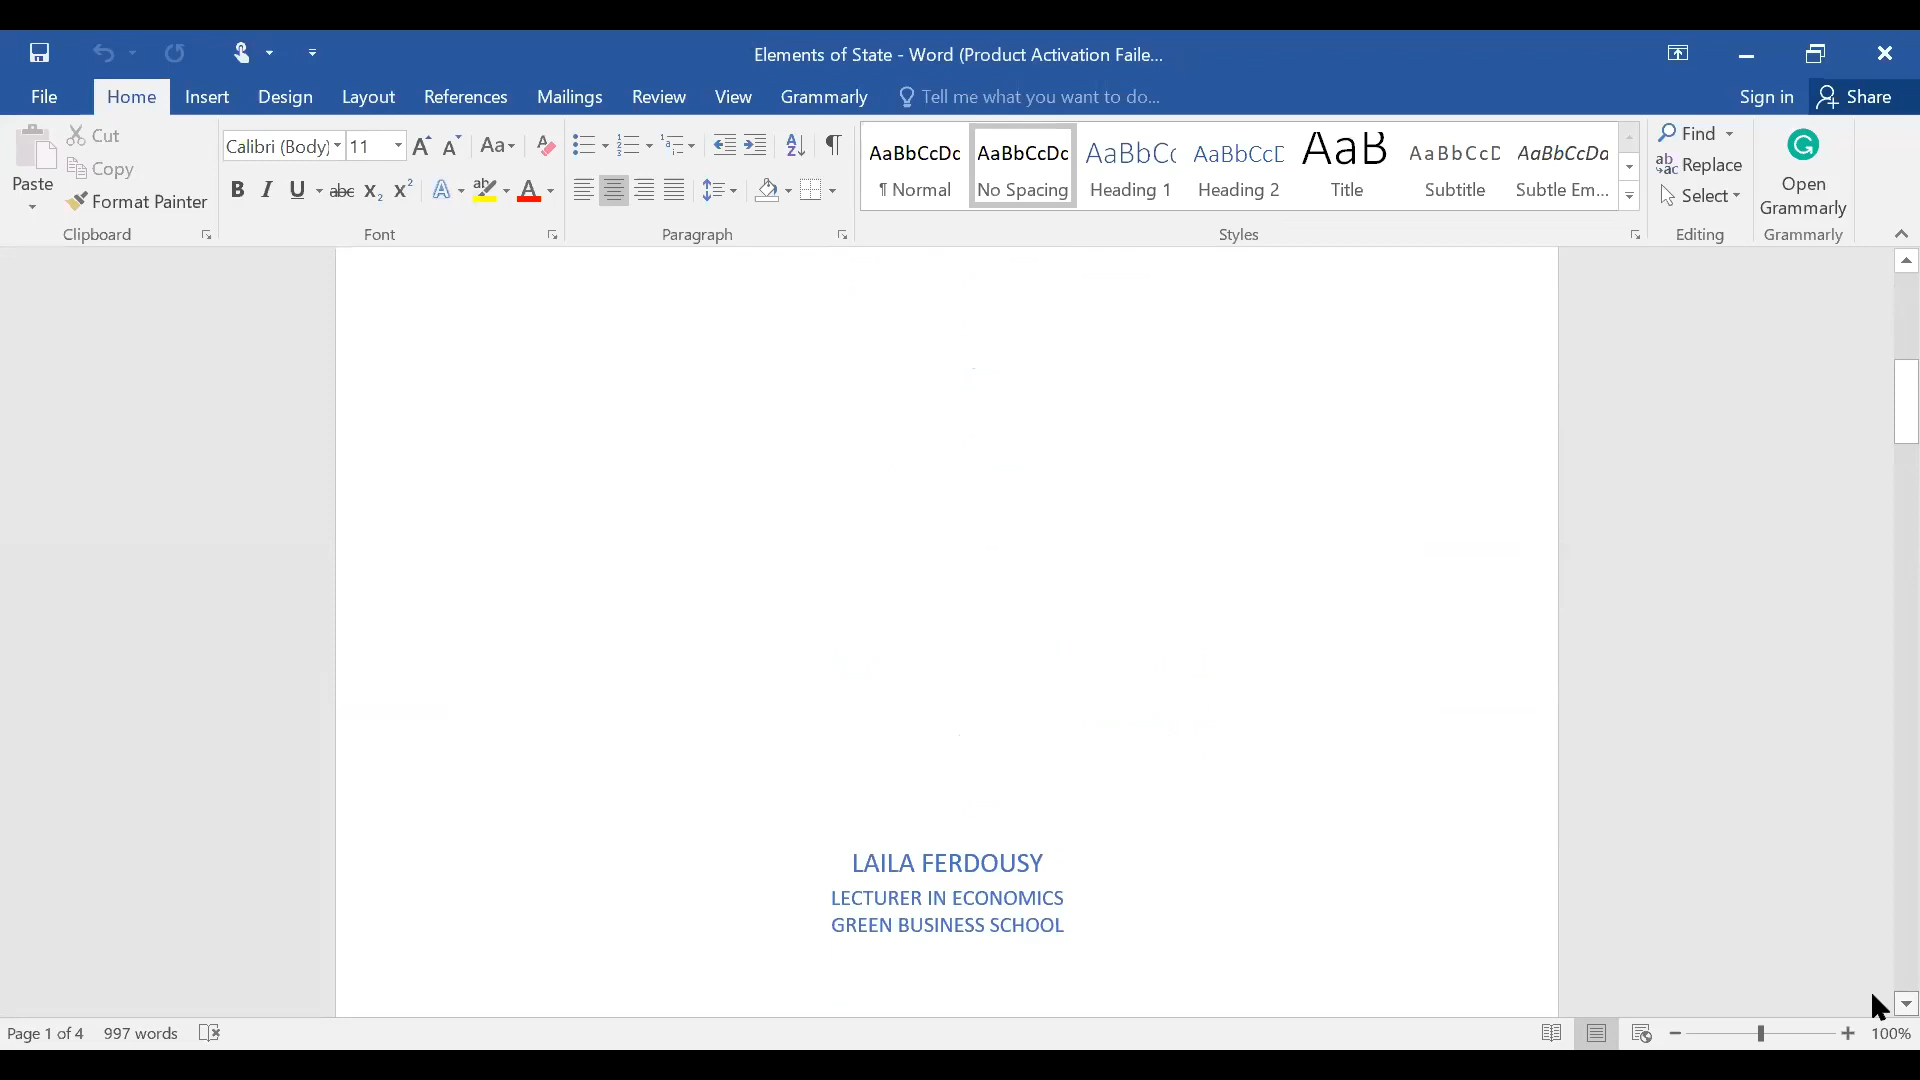 Elements of State - Word (Product Activation Faile...
File Home Insert Design Layout References Mailings Review View Grammarly Tell me what you want to do... Sign in Share
Paste
Cut
Copy
Format Painter
Clipboard
Calibri (Body) 11
Font
Paragraph
AaBbCcDc AaBbCcDc AaBbCc AaBbCcD AaB AaBbCcD AaBbCcDa
¶ Normal No Spacing Heading 1 Heading 2 Title Subtitle Subtle Em...
Styles
Find
Replace
Select
Editing
Open
Grammarly
Grammarly
LAILA FERDOUSY
LECTURER IN ECONOMICS
GREEN BUSINESS SCHOOL
Page 1 of 4 997 words 100%